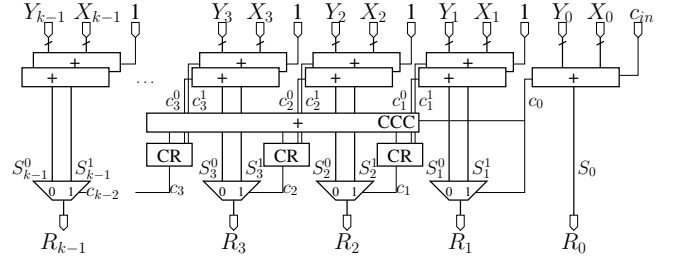 Y_{k-1} X_{k-1} 1 Y_3 X_3 1 Y_2 X_2 1 Y_1 X_1 1 Y_0 X_0 c_{in}
+ + + +
+ ... + + + +
c_3^0 c_3^1 c_2^0 c_2^1 c_1^0 c_1^1 c_0
+ CCC
CR CR CR
S_{k-1}^0 S_{k-1}^1 S_3^0 S_3^1 S_2^0 S_2^1 S_1^0 S_1^1 S_0
0 1 c_{k-2} c_3 0 1 c_2 0 1 c_1 0 1
R_{k-1} R_3 R_2 R_1 R_0